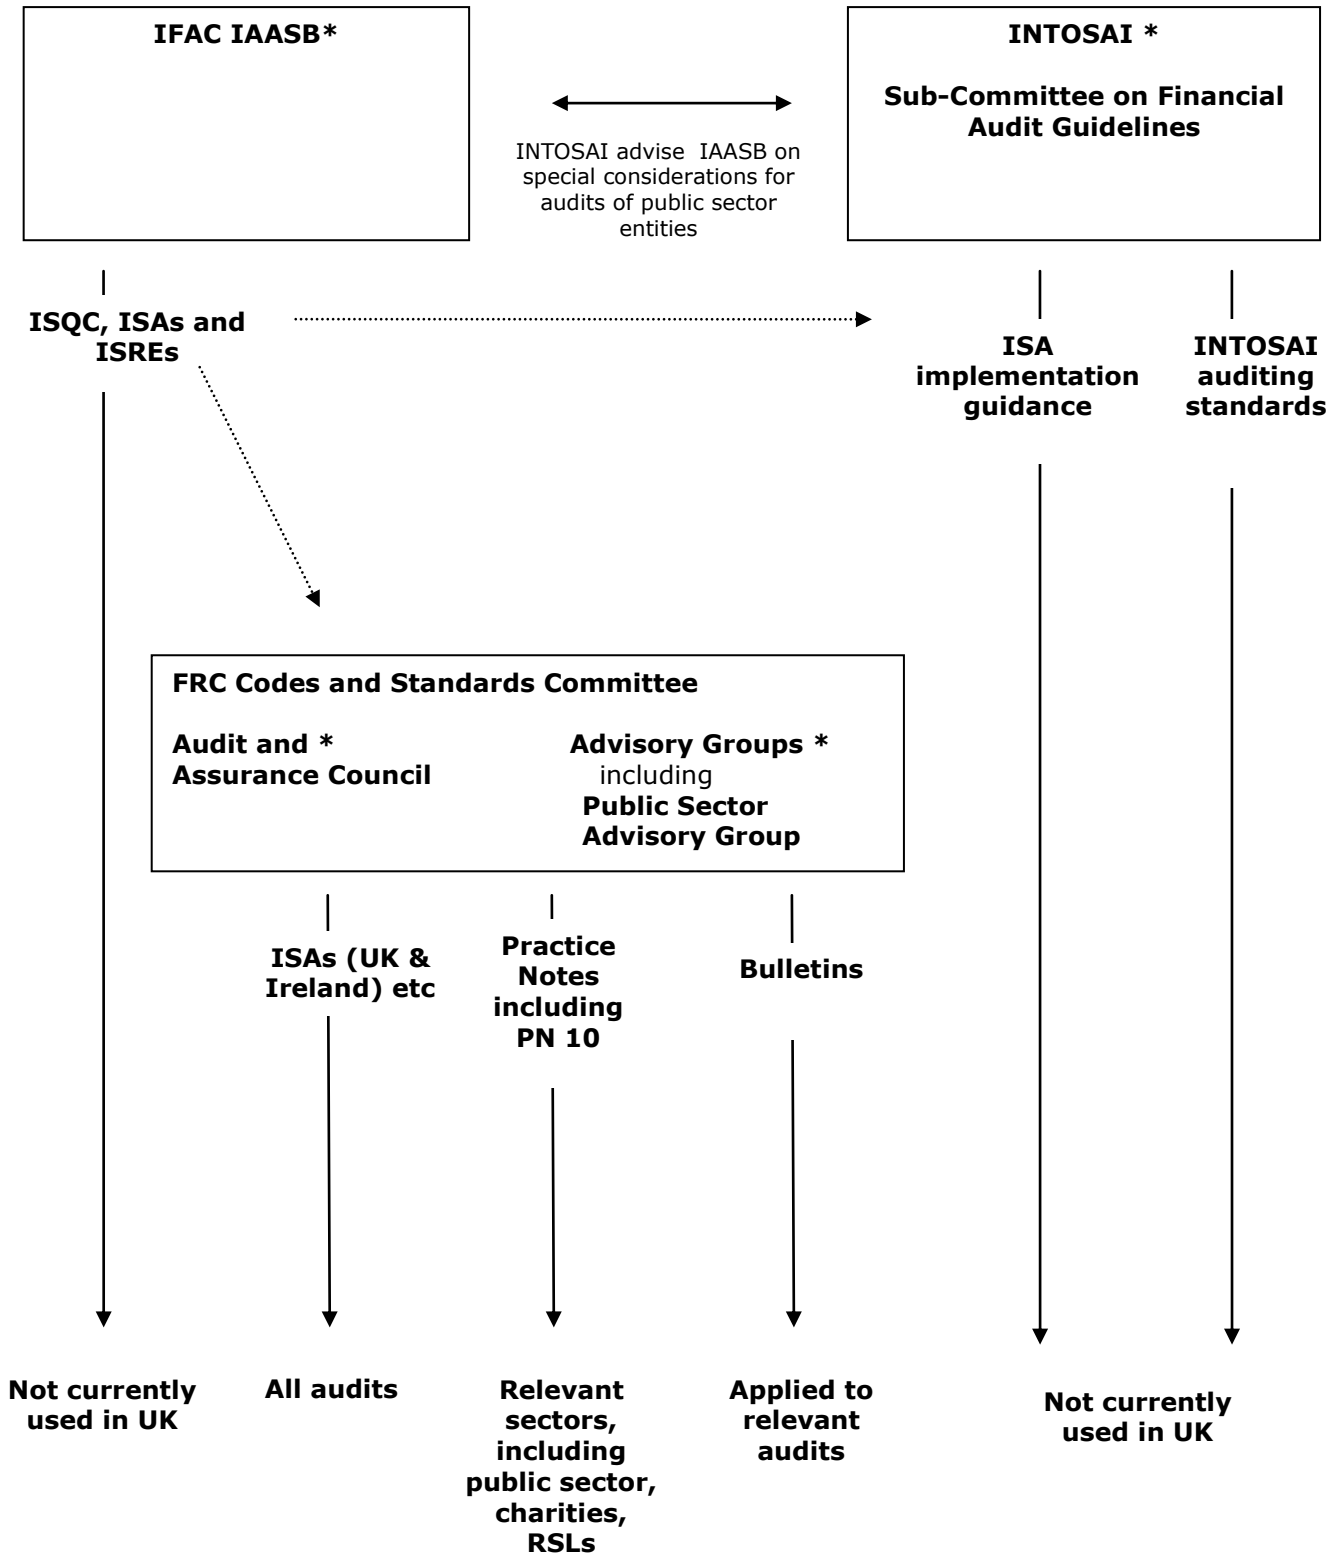 IFAC IAASB*
INTOSAI *
Sub-Committee on Financial
Audit Guidelines
INTOSAI advise  IAASB on
special considerations for
audits of public sector
entities
ISQC, ISAs and
ISREs
ISA
implementation
guidance
INTOSAI
auditing
standards
FRC Codes and Standards Committee
Audit and *
Assurance Council
Advisory Groups *
including
Public Sector
Advisory Group
ISAs (UK &
Ireland) etc
Practice
Notes
including
PN 10
Bulletins
Not currently
used in UK
All audits
Relevant
sectors,
including
public sector,
charities,
RSLs
Applied to
relevant
audits
Not currently
used in UK